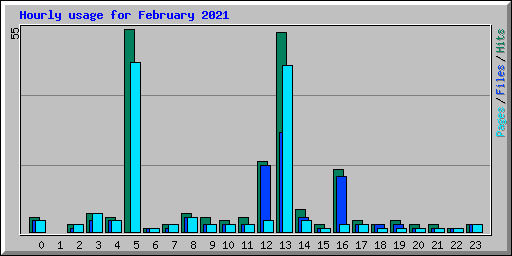 Hourly usage for February 2021
55
Pages/Files/Hits
0 1 2 3 4 5 6 7 8 9 10 11 12 13 14 15 16 17 18 19 20 21 22 23